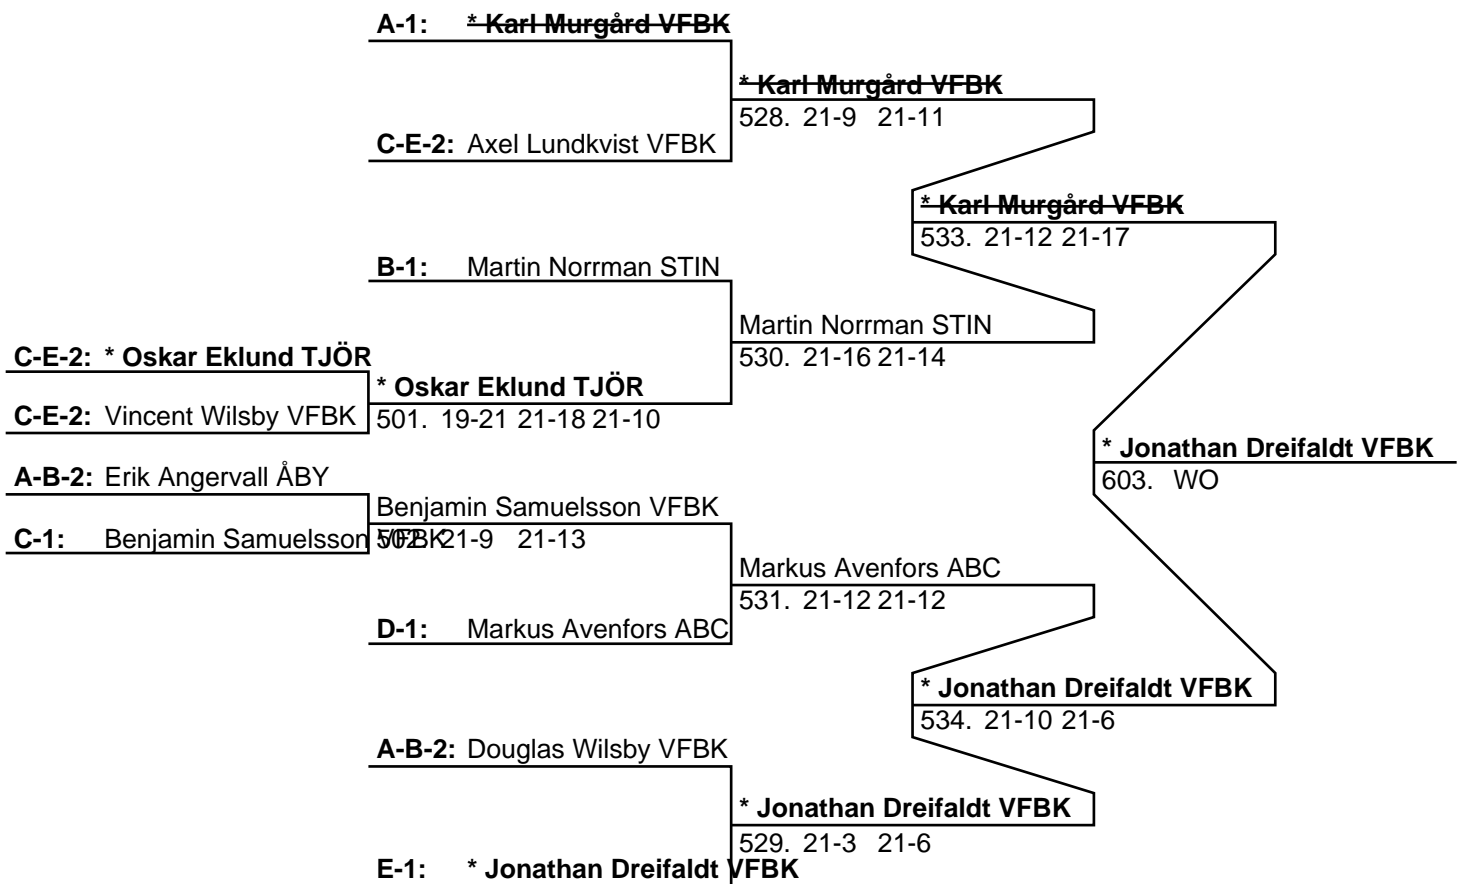 A-1: * Karl Murgård VFBK
* Karl Murgård VFBK
528. 21-9 21-11
C-E-2: Axel Lundkvist VFBK
* Karl Murgård VFBK
533. 21-12 21-17
B-1: Martin Norrman STIN
Martin Norrman STIN
530. 21-16 21-14
C-E-2: * Oskar Eklund TJÖR
* Oskar Eklund TJÖR
501. 19-21 21-18 21-10
C-E-2: Vincent Wilsby VFBK
* Jonathan Dreifaldt VFBK
603. WO
A-B-2: Erik Angervall ÅBY
Benjamin Samuelsson VFBK
502. 21-9 21-13
C-1: Benjamin Samuelsson VFBK
Markus Avenfors ABC
531. 21-12 21-12
D-1: Markus Avenfors ABC
* Jonathan Dreifaldt VFBK
534. 21-10 21-6
A-B-2: Douglas Wilsby VFBK
* Jonathan Dreifaldt VFBK
529. 21-3 21-6
E-1: * Jonathan Dreifaldt VFBK